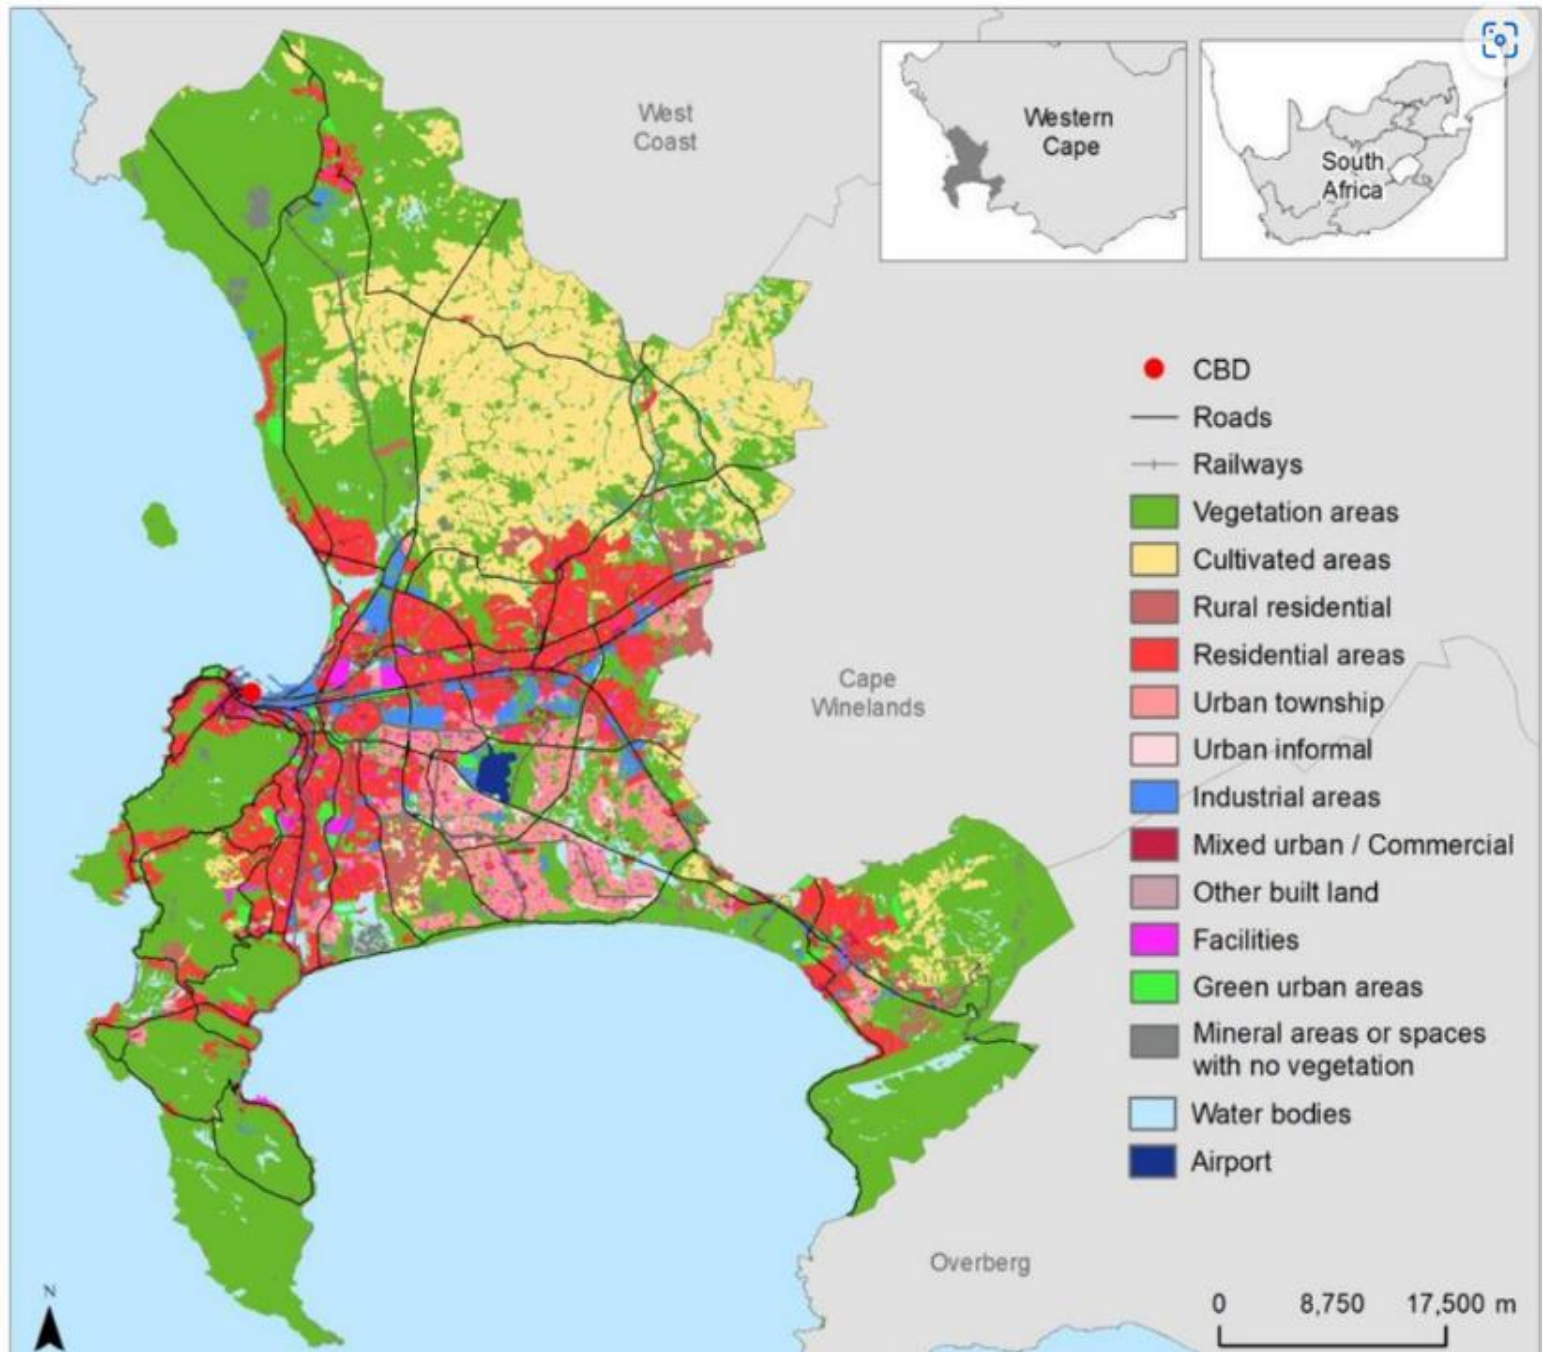 West
Coast
Western
Cape
South
Africa
CBD
Roads
Railways
Vegetation areas
Cultivated areas
Rural residential
Residential areas
Urban township
Urban informal
Industrial areas
Mixed urban / Commercial
Other built land
Facilities
Green urban areas
Mineral areas or spaces
with no vegetation
Water bodies
Airport
Cape
Winelands
Overberg
N
0 8,750 17,500 m